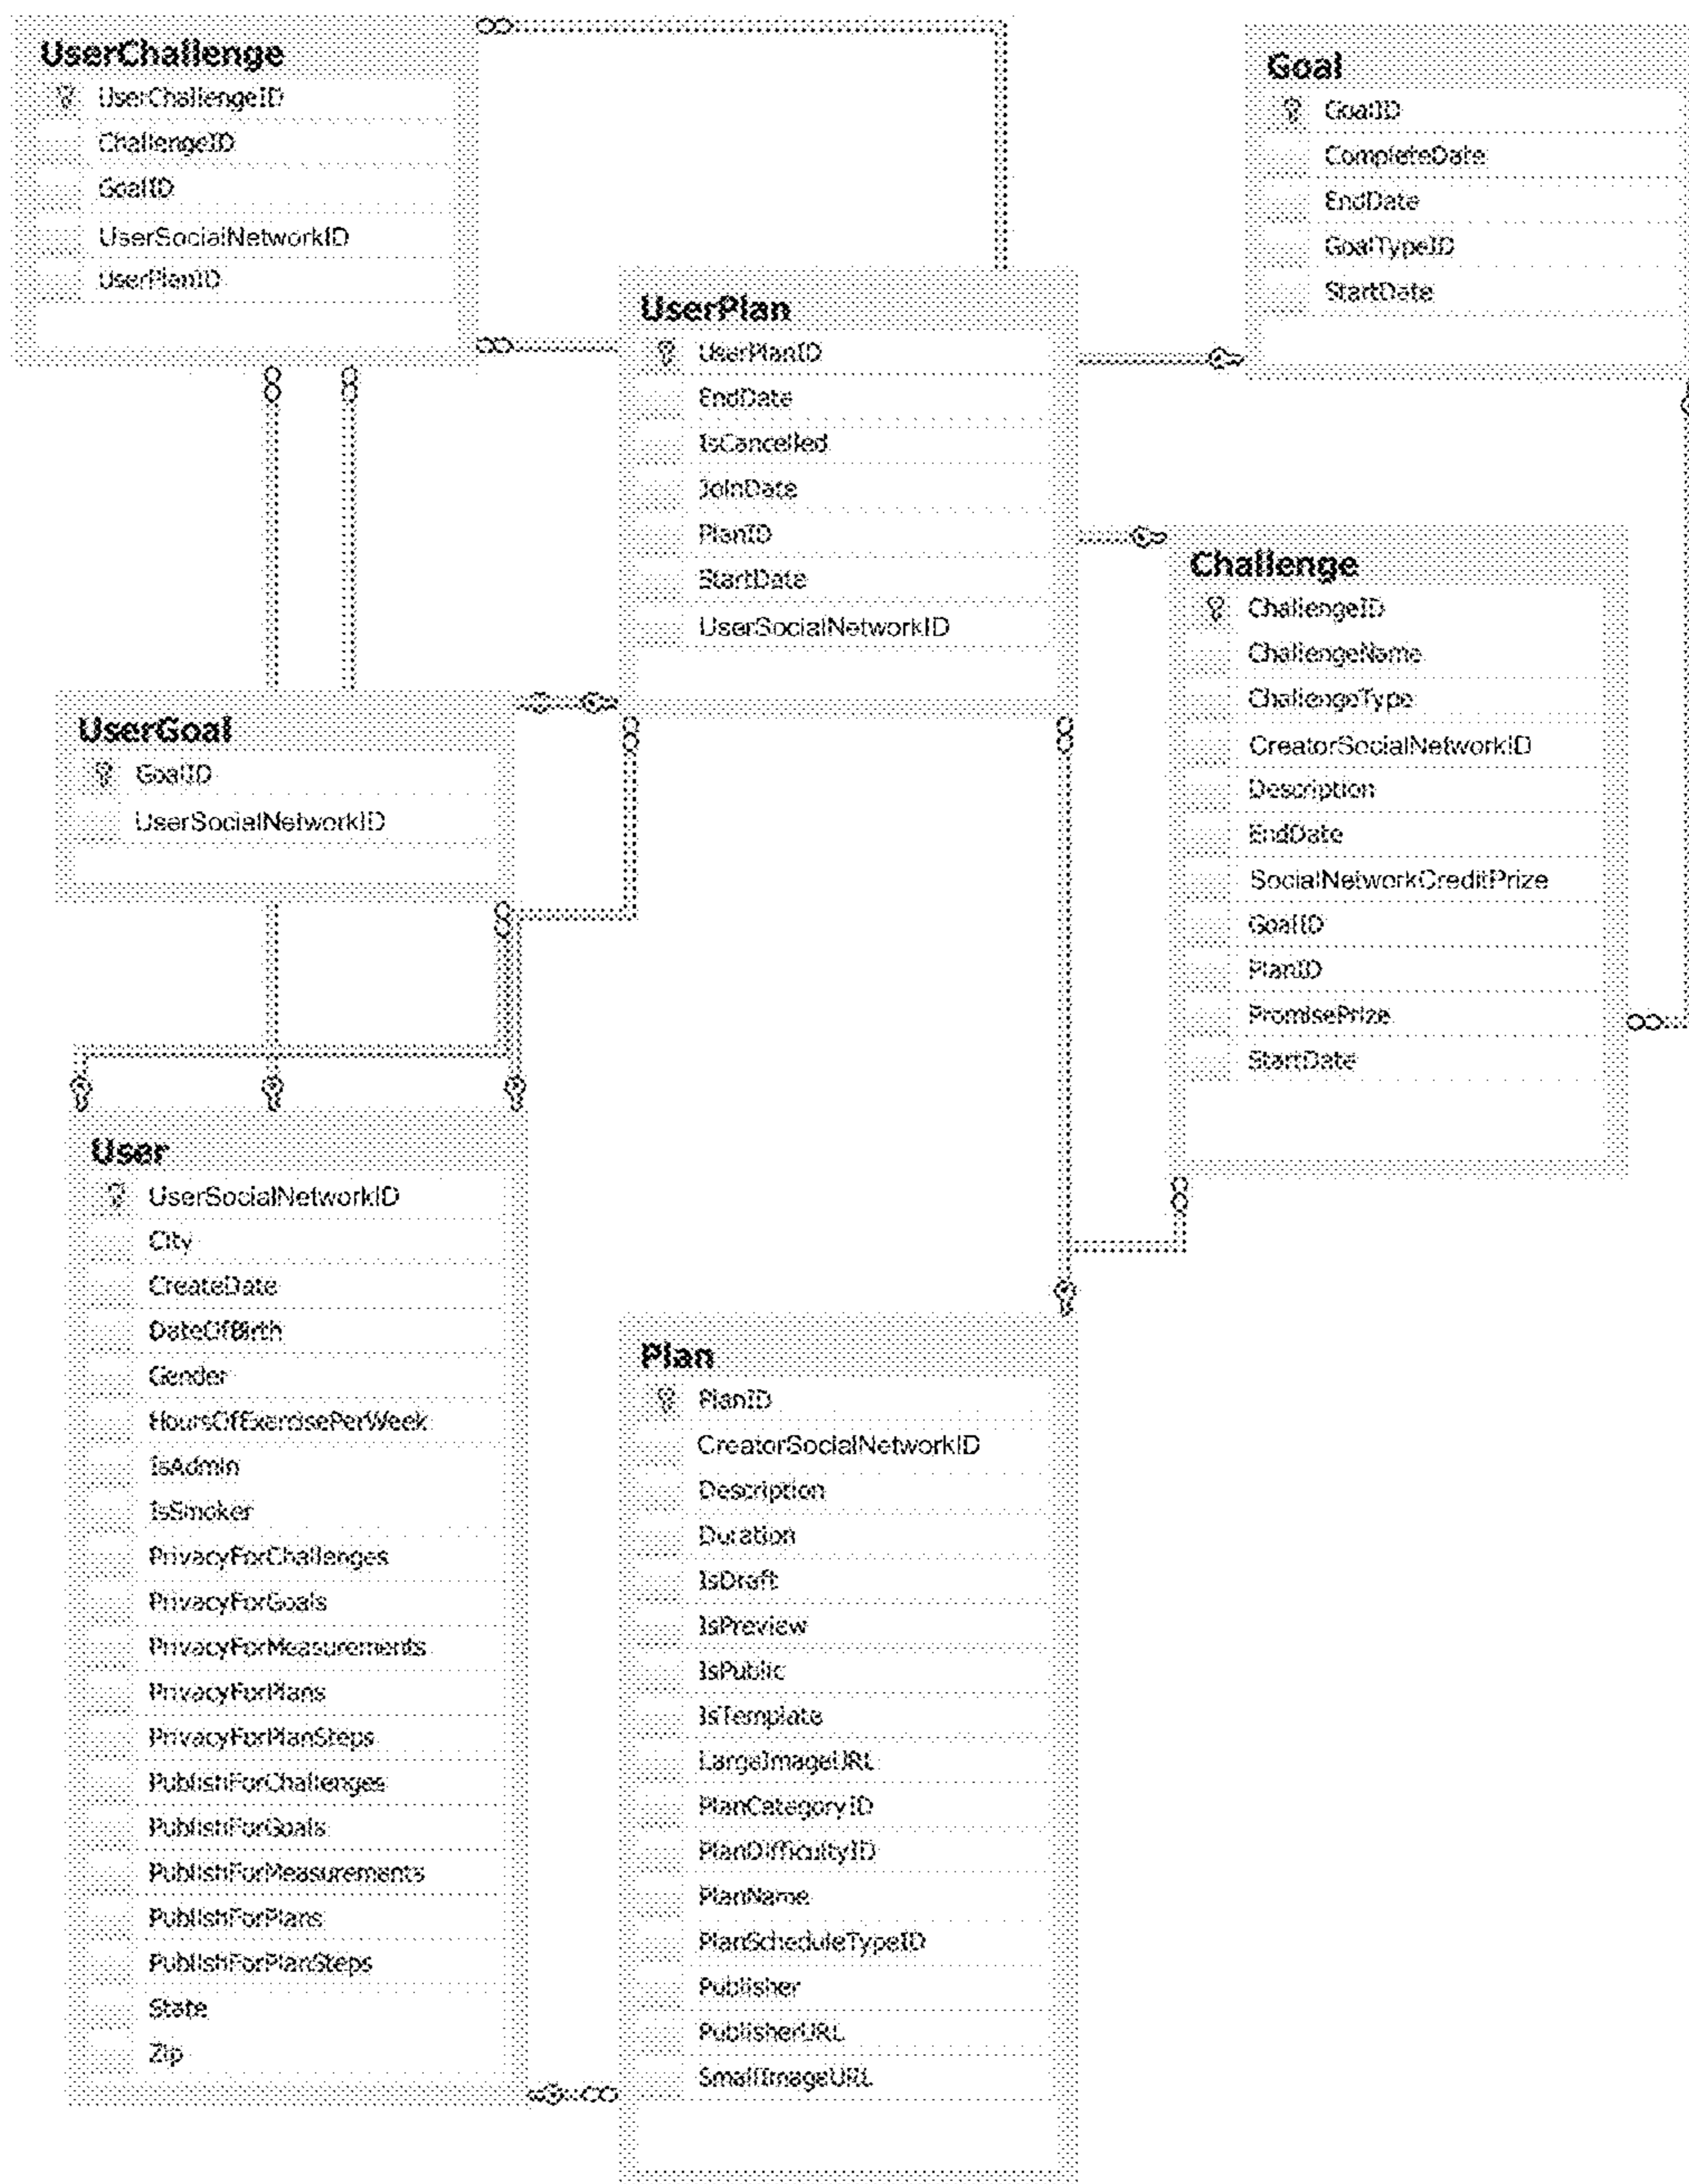 UserChallenge
UserChallengeID
ChallengeID
GoalID
UserSocialNetworkID
UserPlanID
Goal
GoalID
CompleteDate
EndDate
GoalTypeID
StartDate
UserPlan
UserPlanID
EndDate
IsCancelled
JoinDate
PlanID
StartDate
UserSocialNetworkID
Challenge
ChallengeID
ChallengeName
ChallengeType
CreatorSocialNetworkID
Description
EndDate
SocialNetworkCreditPrize
GoalID
PlanID
PromisePrize
StartDate
UserGoal
GoalID
UserSocialNetworkID
User
UserSocialNetworkID
City
CreateDate
DateOfBirth
Gender
HoursOfExercisePerWeek
IsAdmin
IsSmoker
PrivacyForChallenges
PrivacyForGoals
PrivacyForMeasurements
PrivacyForPlans
PrivacyForPlanSteps
PublishForChallenges
PublishForGoals
PublishForMeasurements
PublishForPlans
PublishForPlanSteps
State
Zip
Plan
PlanID
CreatorSocialNetworkID
Description
Duration
IsDraft
IsPreview
IsPublic
IsTemplate
LargeImageURL
PlanCategoryID
PlanDifficultyID
PlanName
PlanScheduleTypeID
Publisher
PublisherURL
SmallImageURL